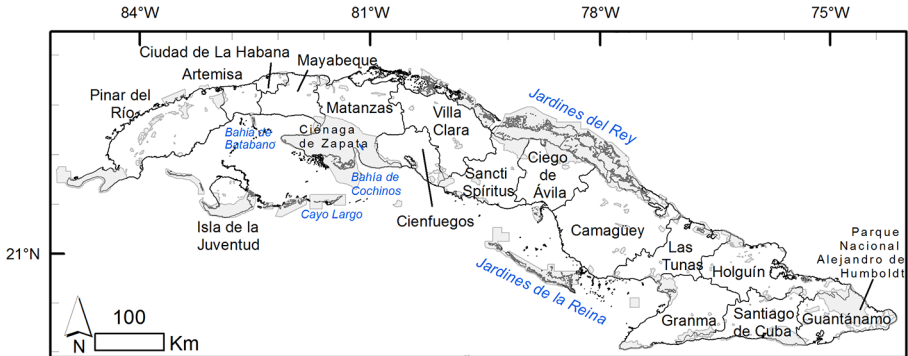 84°W
81°W
78°W
75°W
Ciudad de La Habana
Mayabeque
Artemisa
Pinar del
Río
Matanzas
Villa
Clara
Jardines del Rey
Bahía de
Batabano
Ciénaga
de Zapata
Bahía de
Cochinos
Cayo Largo
Sancti
Spíritus
Ciego
de
Ávila
Cienfuegos
Isla de la
Juventud
Camagüey
21°N
Jardines de la Reina
Las
Tunas
Holguín
Parque
Nacional
Alejandro de
Humboldt
Granma
Santiago
de Cuba
Guantánamo
100
Km
N